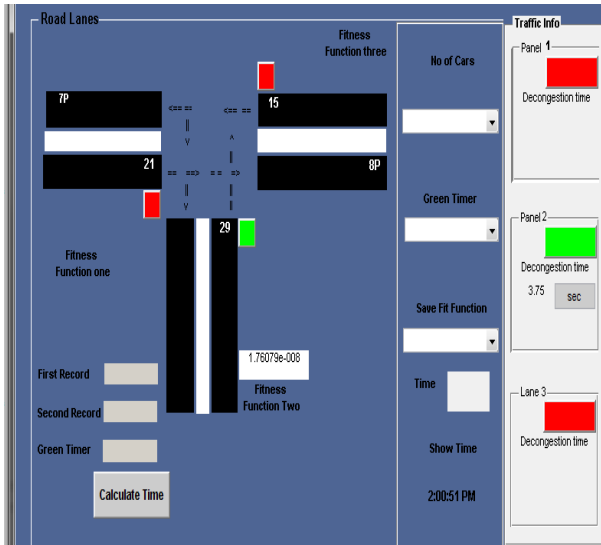 Road Lanes
Fitness
Function three
7P
15
<== ==
<== ==
||
V
^
||
21
8P
== ==>
== =>
||
V
||
29
Fitness
Function one
1.76079e-008
Fitness
Function Two
First Record
Second Record
Green Timer
Calculate Time
No of Cars
Green Timer
Save Fit Function
Time
Show Time
2:00:51 PM
Traffic Info
Panel 1
Decongestion time
Panel 2
Decongestion time
3.75
sec
Lane 3
Decongestion time